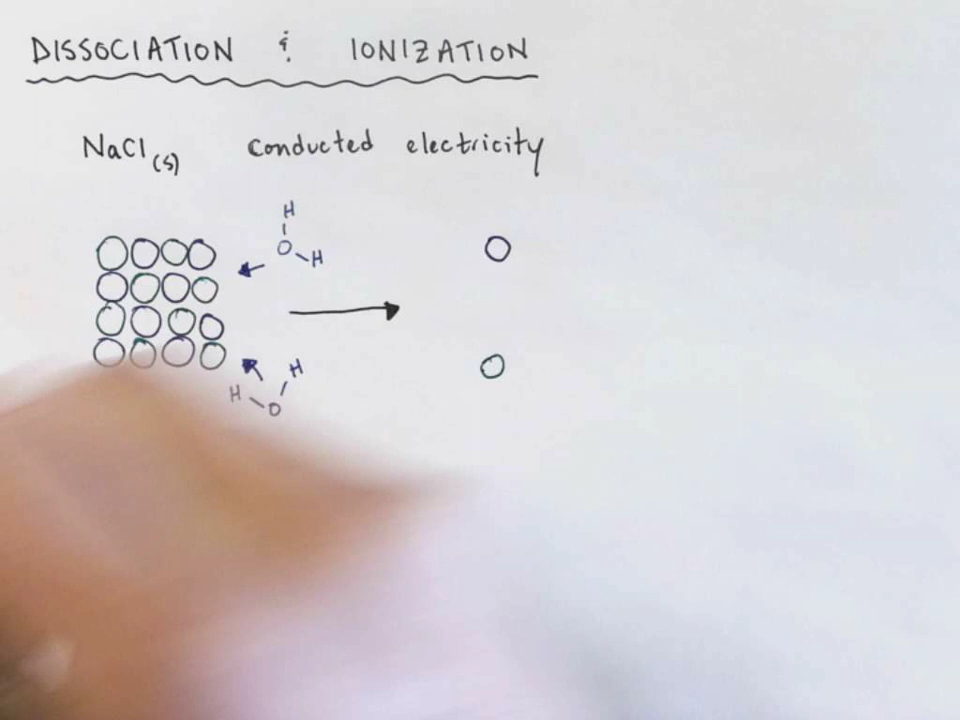 DISSOCIATION & IONIZATION
NaCl(s) conducted electricity
H
O H
H
H O